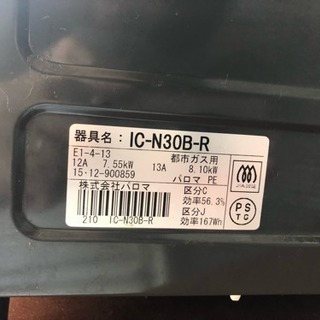 器具名：IC-N30B-R
E1-4-13
都市ガス用
12A 7.55kW 13A 8.10kW
15・12-900859 パロマ PE
株式会社パロマ
区分C
効率56.3%
区分J
効率167Wh
210 IC-N30B-R
PS
TG